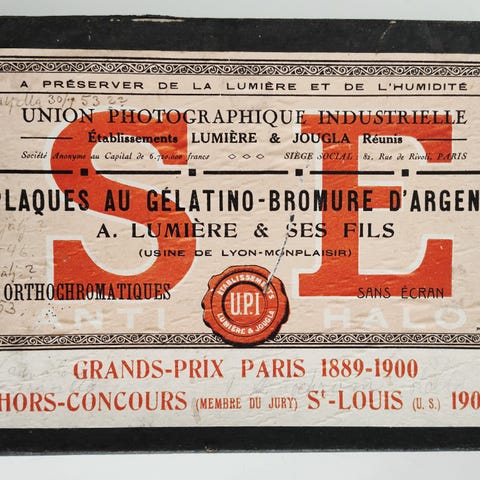 A PRÉSERVER DE LA LUMIÈRE ET DE L'HUMIDITÉ
UNION PHOTOGRAPHIQUE INDUSTRIELLE
Établissements LUMIÈRE & JOUGLA Réunis
Société Anonyme au Capital de 6.720.000 francs SIÈGE SOCIAL : 82, Rue de Rivoli, PARIS
S E
PLAQUES AU GÉLATINO-BROMURE D'ARGEN
A. LUMIÈRE & SES FILS
(USINE DE LYON-MONPLAISIR)
ORTHOCHROMATIQUES SANS ÉCRAN
ANTI HALO
ÉTABLISSEMENTS
U.P.I
LUMIÈRE & JOUGLA
GRANDS-PRIX PARIS 1889-1900
HORS-CONCOURS (MEMBRE DU JURY) St-LOUIS (U. S.) 190